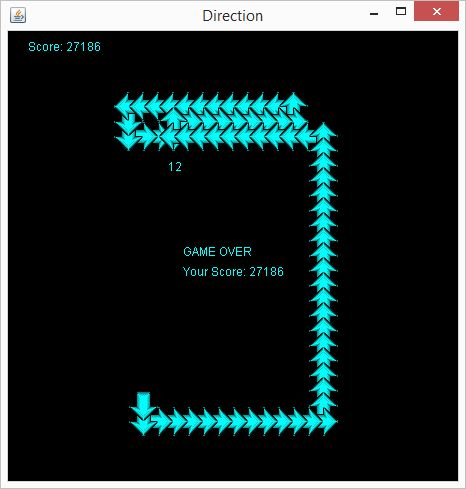 Direction
Score: 27186
12
GAME OVER
Your Score: 27186